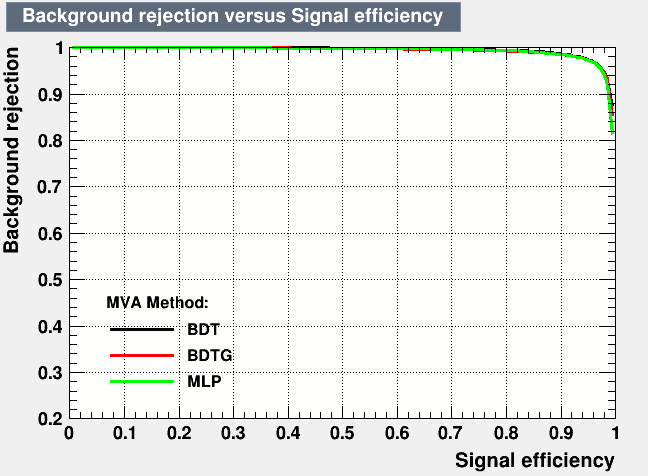 Background rejection versus Signal efficiency
Background rejection
1
0.9
0.8
0.7
0.6
0.5
0.4
0.3
0.2
MVA Method:
BDT
BDTG
MLP
0 0.1 0.2 0.3 0.4 0.5 0.6 0.7 0.8 0.9 1
Signal efficiency